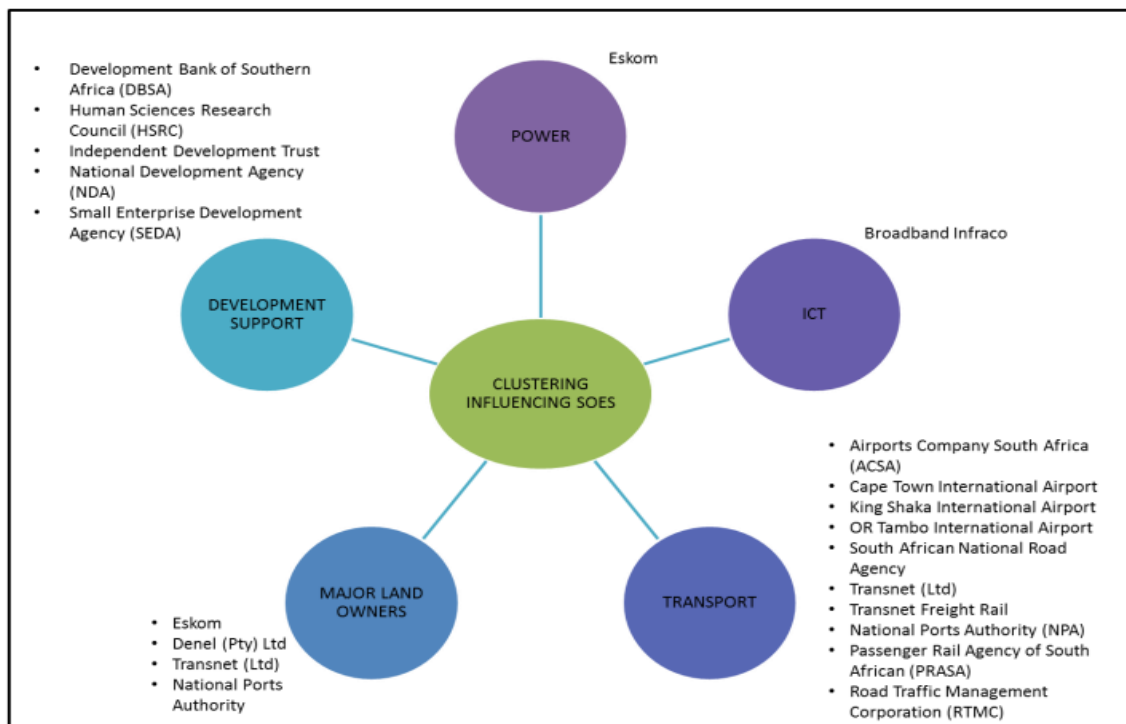 • Development Bank of Southern
Africa (DBSA)
• Human Sciences Research
Council (HSRC)
• Independent Development Trust
• National Development Agency
(NDA)
• Small Enterprise Development
Agency (SEDA)
Eskom
POWER
Broadband Infraco
DEVELOPMENT
SUPPORT
ICT
CLUSTERING
INFLUENCING SOES
MAJOR LAND
OWNERS
• Eskom
• Denel (Pty) Ltd
• Transnet (Ltd)
• National Ports
Authority
TRANSPORT
• Airports Company South Africa
(ACSA)
• Cape Town International Airport
• King Shaka International Airport
• OR Tambo International Airport
• South African National Road
Agency
• Transnet (Ltd)
• Transnet Freight Rail
• National Ports Authority (NPA)
• Passenger Rail Agency of South
African (PRASA)
• Road Traffic Management
Corporation (RTMC)